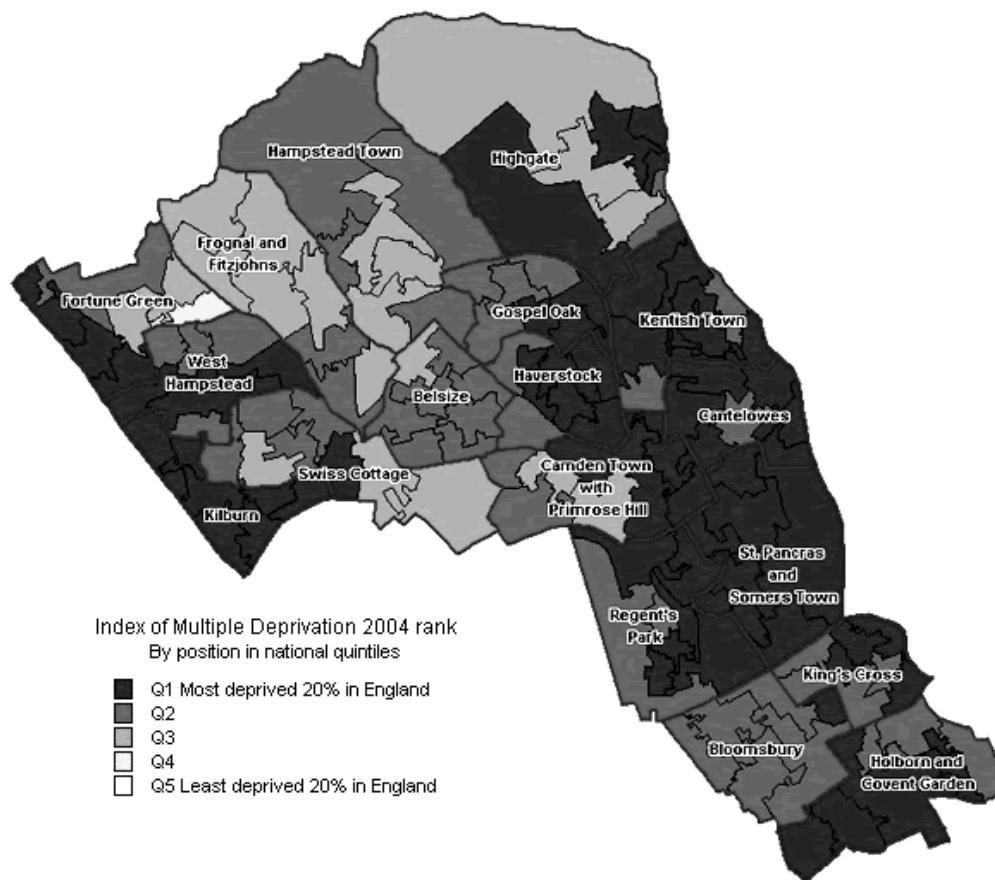 Highgate
Hampstead Town
Frognal and
Fitzjohns
Fortune Green
Gospel Oak
Kentish Town
West
Hampstead
Haverstock
Belsize
Cantelowes
Swiss Cottage
Camden Town
with
Primrose Hill
Kilburn
St. Pancras
and
Somers Town
Regent's
Park
King's Cross
Bloomsbury
Holborn and
Covent Garden
Index of Multiple Deprivation 2004 rank
By position in national quintiles
Q1 Most deprived 20% in England
Q2
Q3
Q4
Q5 Least deprived 20% in England